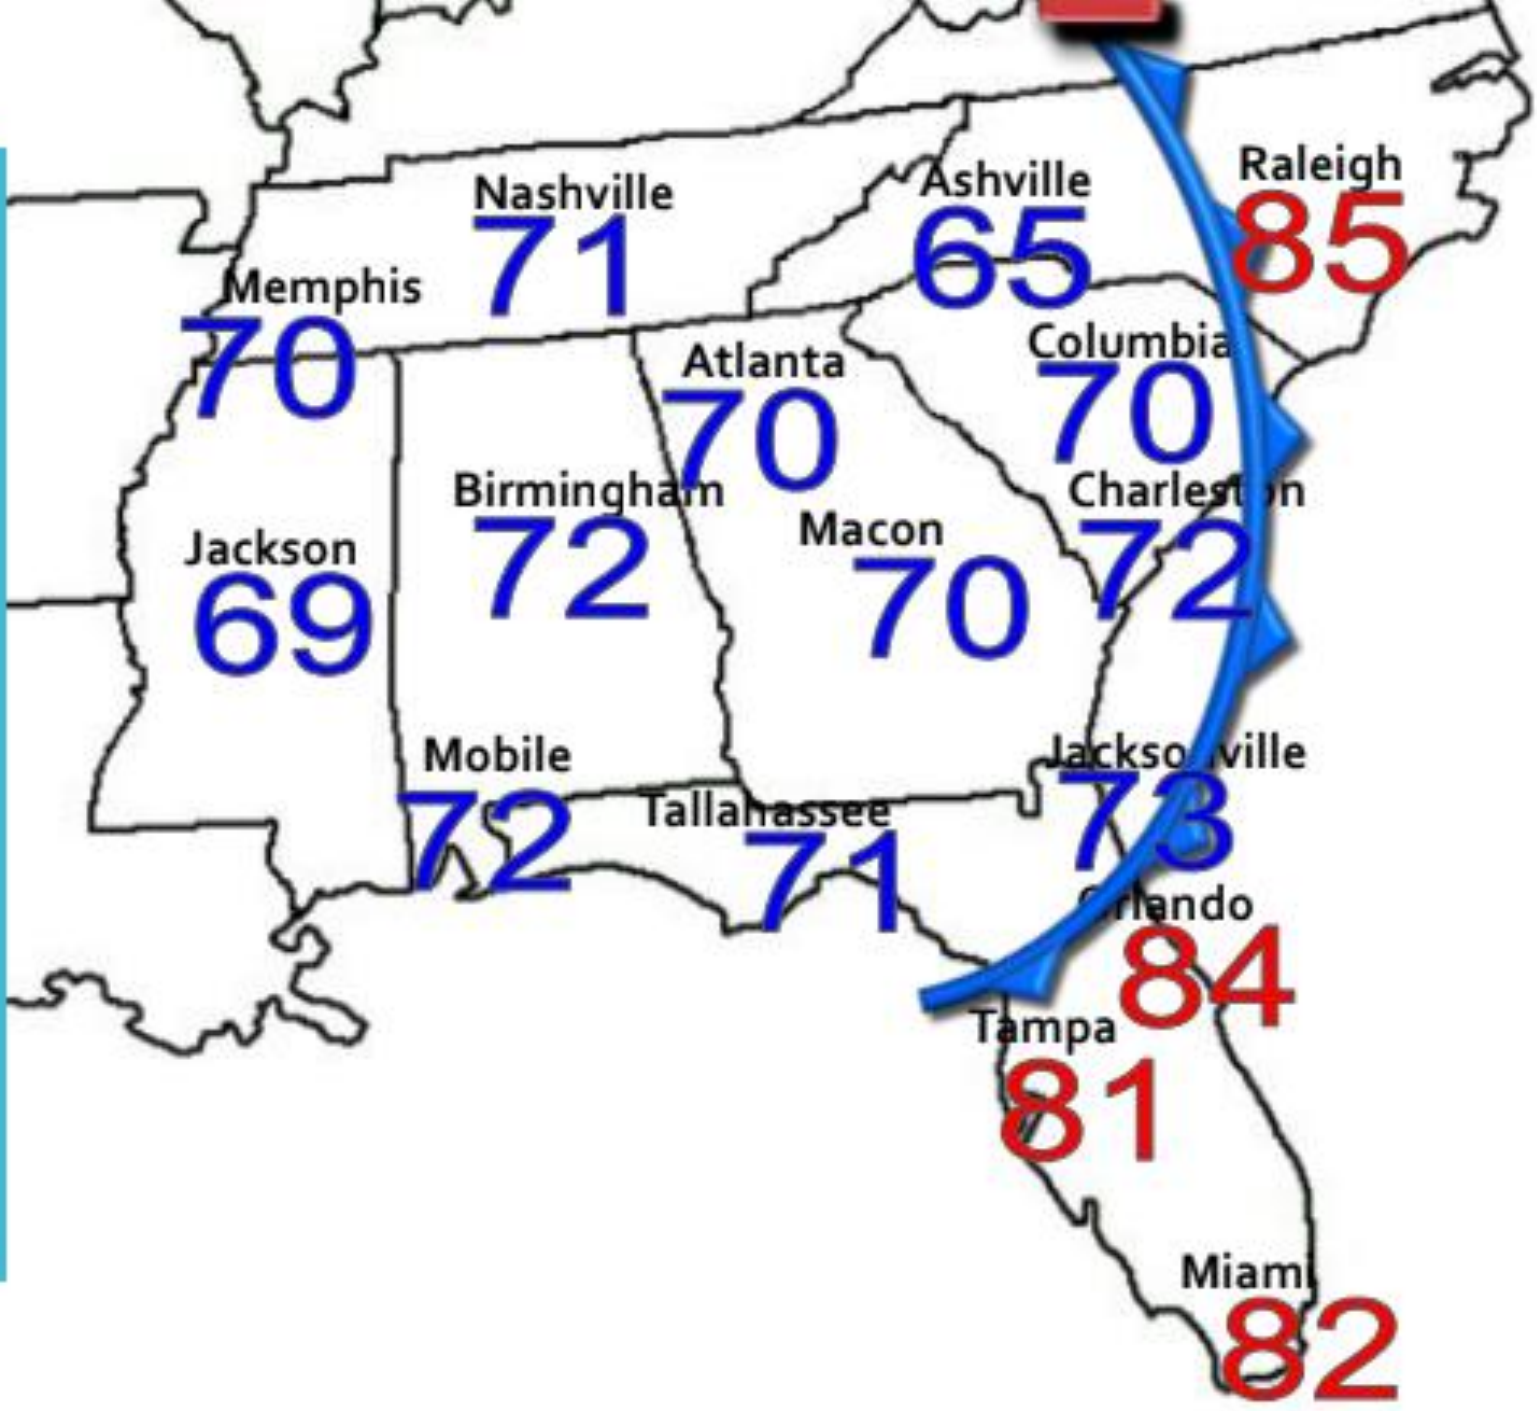 Raleigh
85
Ashville
65
Nashville
71
Memphis
70
Columbia
70
Atlanta
70
Charleston
72
Birmingham
72
Macon
70
Jackson
69
Jacksonville
73
Mobile
72
Tallahassee
71
Orlando
84
Tampa
81
Miami
82